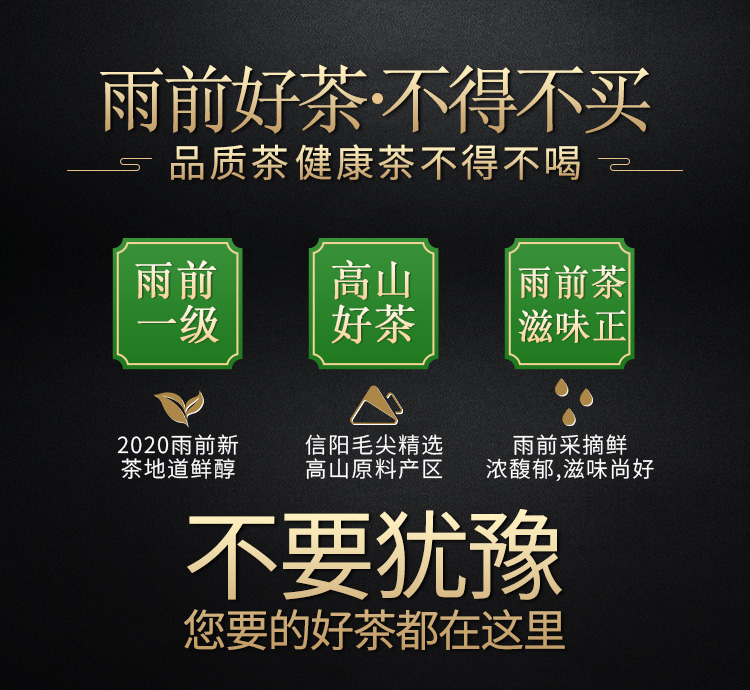 雨前好茶·不得不买
品质茶健康茶不得不喝
雨前
一级
高山
好茶
雨前茶
滋味正
2020雨前新
茶地道鲜醇
信阳毛尖精选
高山原料产区
雨前采摘鲜
浓馥郁,滋味尚好
不要犹豫
您要的好茶都在这里